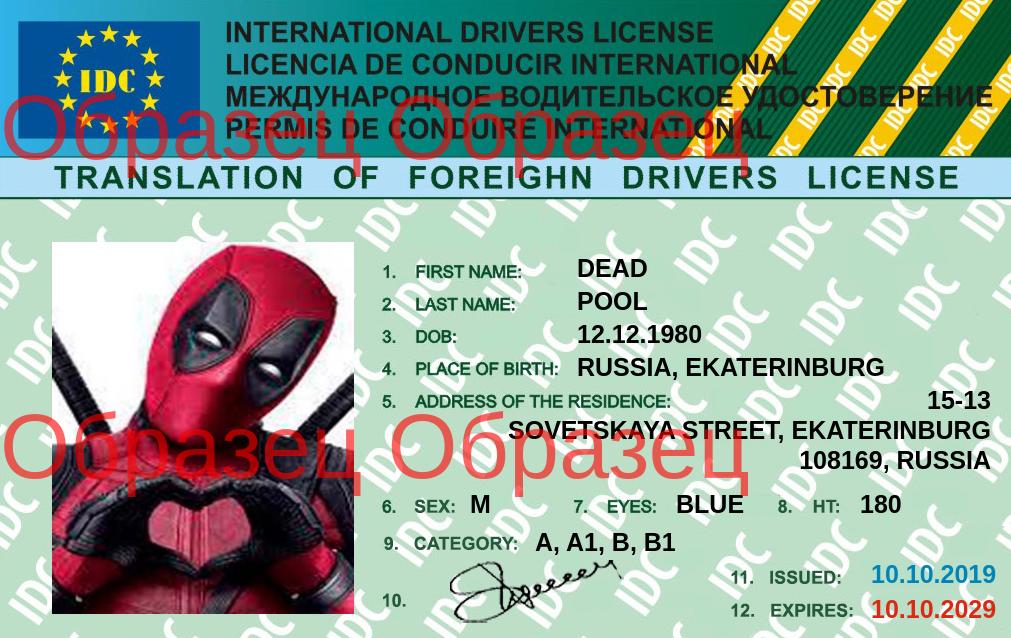 IDC
INTERNATIONAL DRIVERS LICENSE
LICENCIA DE CONDUCIR INTERNATIONAL
МЕЖДУНАРОДНОЕ ВОДИТЕЛЬСКОЕ УДОСТОВЕРЕНИЕ
PERMIS DE CONDUIRE INTERNATIONAL
Образец Образец
TRANSLATION OF FOREIGHN DRIVERS LICENSE
1. FIRST NAME: DEAD
2. LAST NAME: POOL
3. DOB: 12.12.1980
4. PLACE OF BIRTH: RUSSIA, EKATERINBURG
5. ADDRESS OF THE RESIDENCE: 15-13
SOVETSKAYA STREET, EKATERINBURG
108169, RUSSIA
Образец Образец
6. SEX: M 7. EYES: BLUE 8. HT: 180
9. CATEGORY: A, A1, B, B1
10.
11. ISSUED: 10.10.2019
12. EXPIRES: 10.10.2029